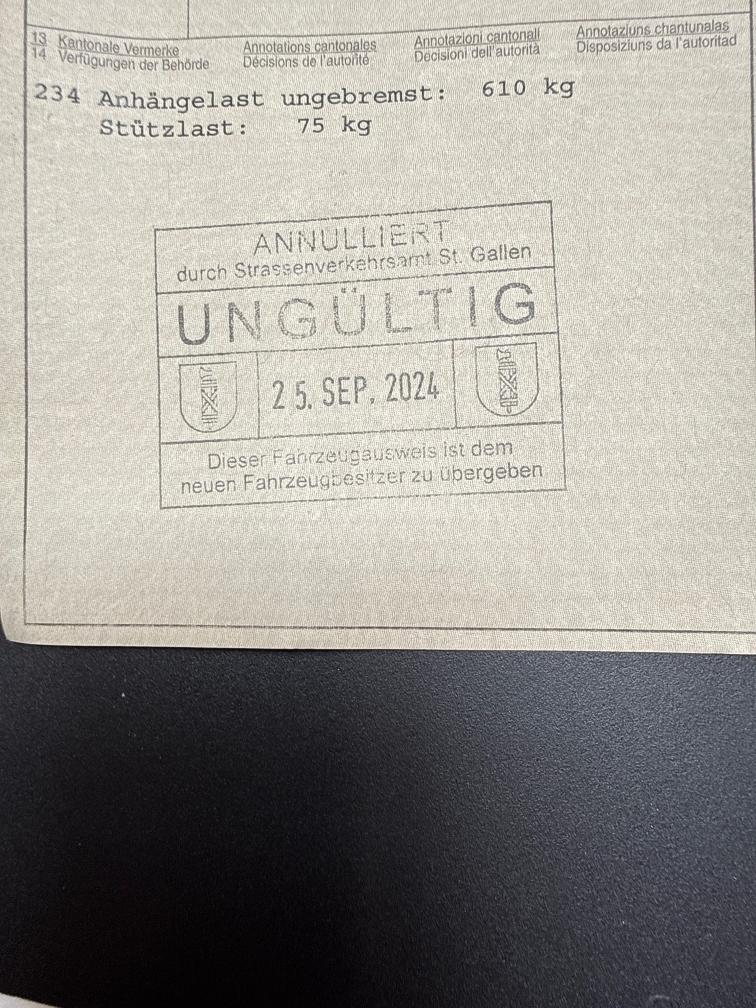 13 Kantonale Vermerke Annotations cantonales Annotazioni cantonali Annotaziuns chantunalas
14 Verfügungen der Behörde Décisions de l'autorité Decisioni dell'autorità Disposiziuns da l'autoritad
234 Anhängelast ungebremst: 610 kg
Stützlast: 75 kg
ANNULLIERT
durch Strassenverkehrsamt St. Gallen
UNGÜLTIG
25. SEP. 2024
Dieser Fahrzeugausweis ist dem
neuen Fahrzeugbesitzer zu übergeben